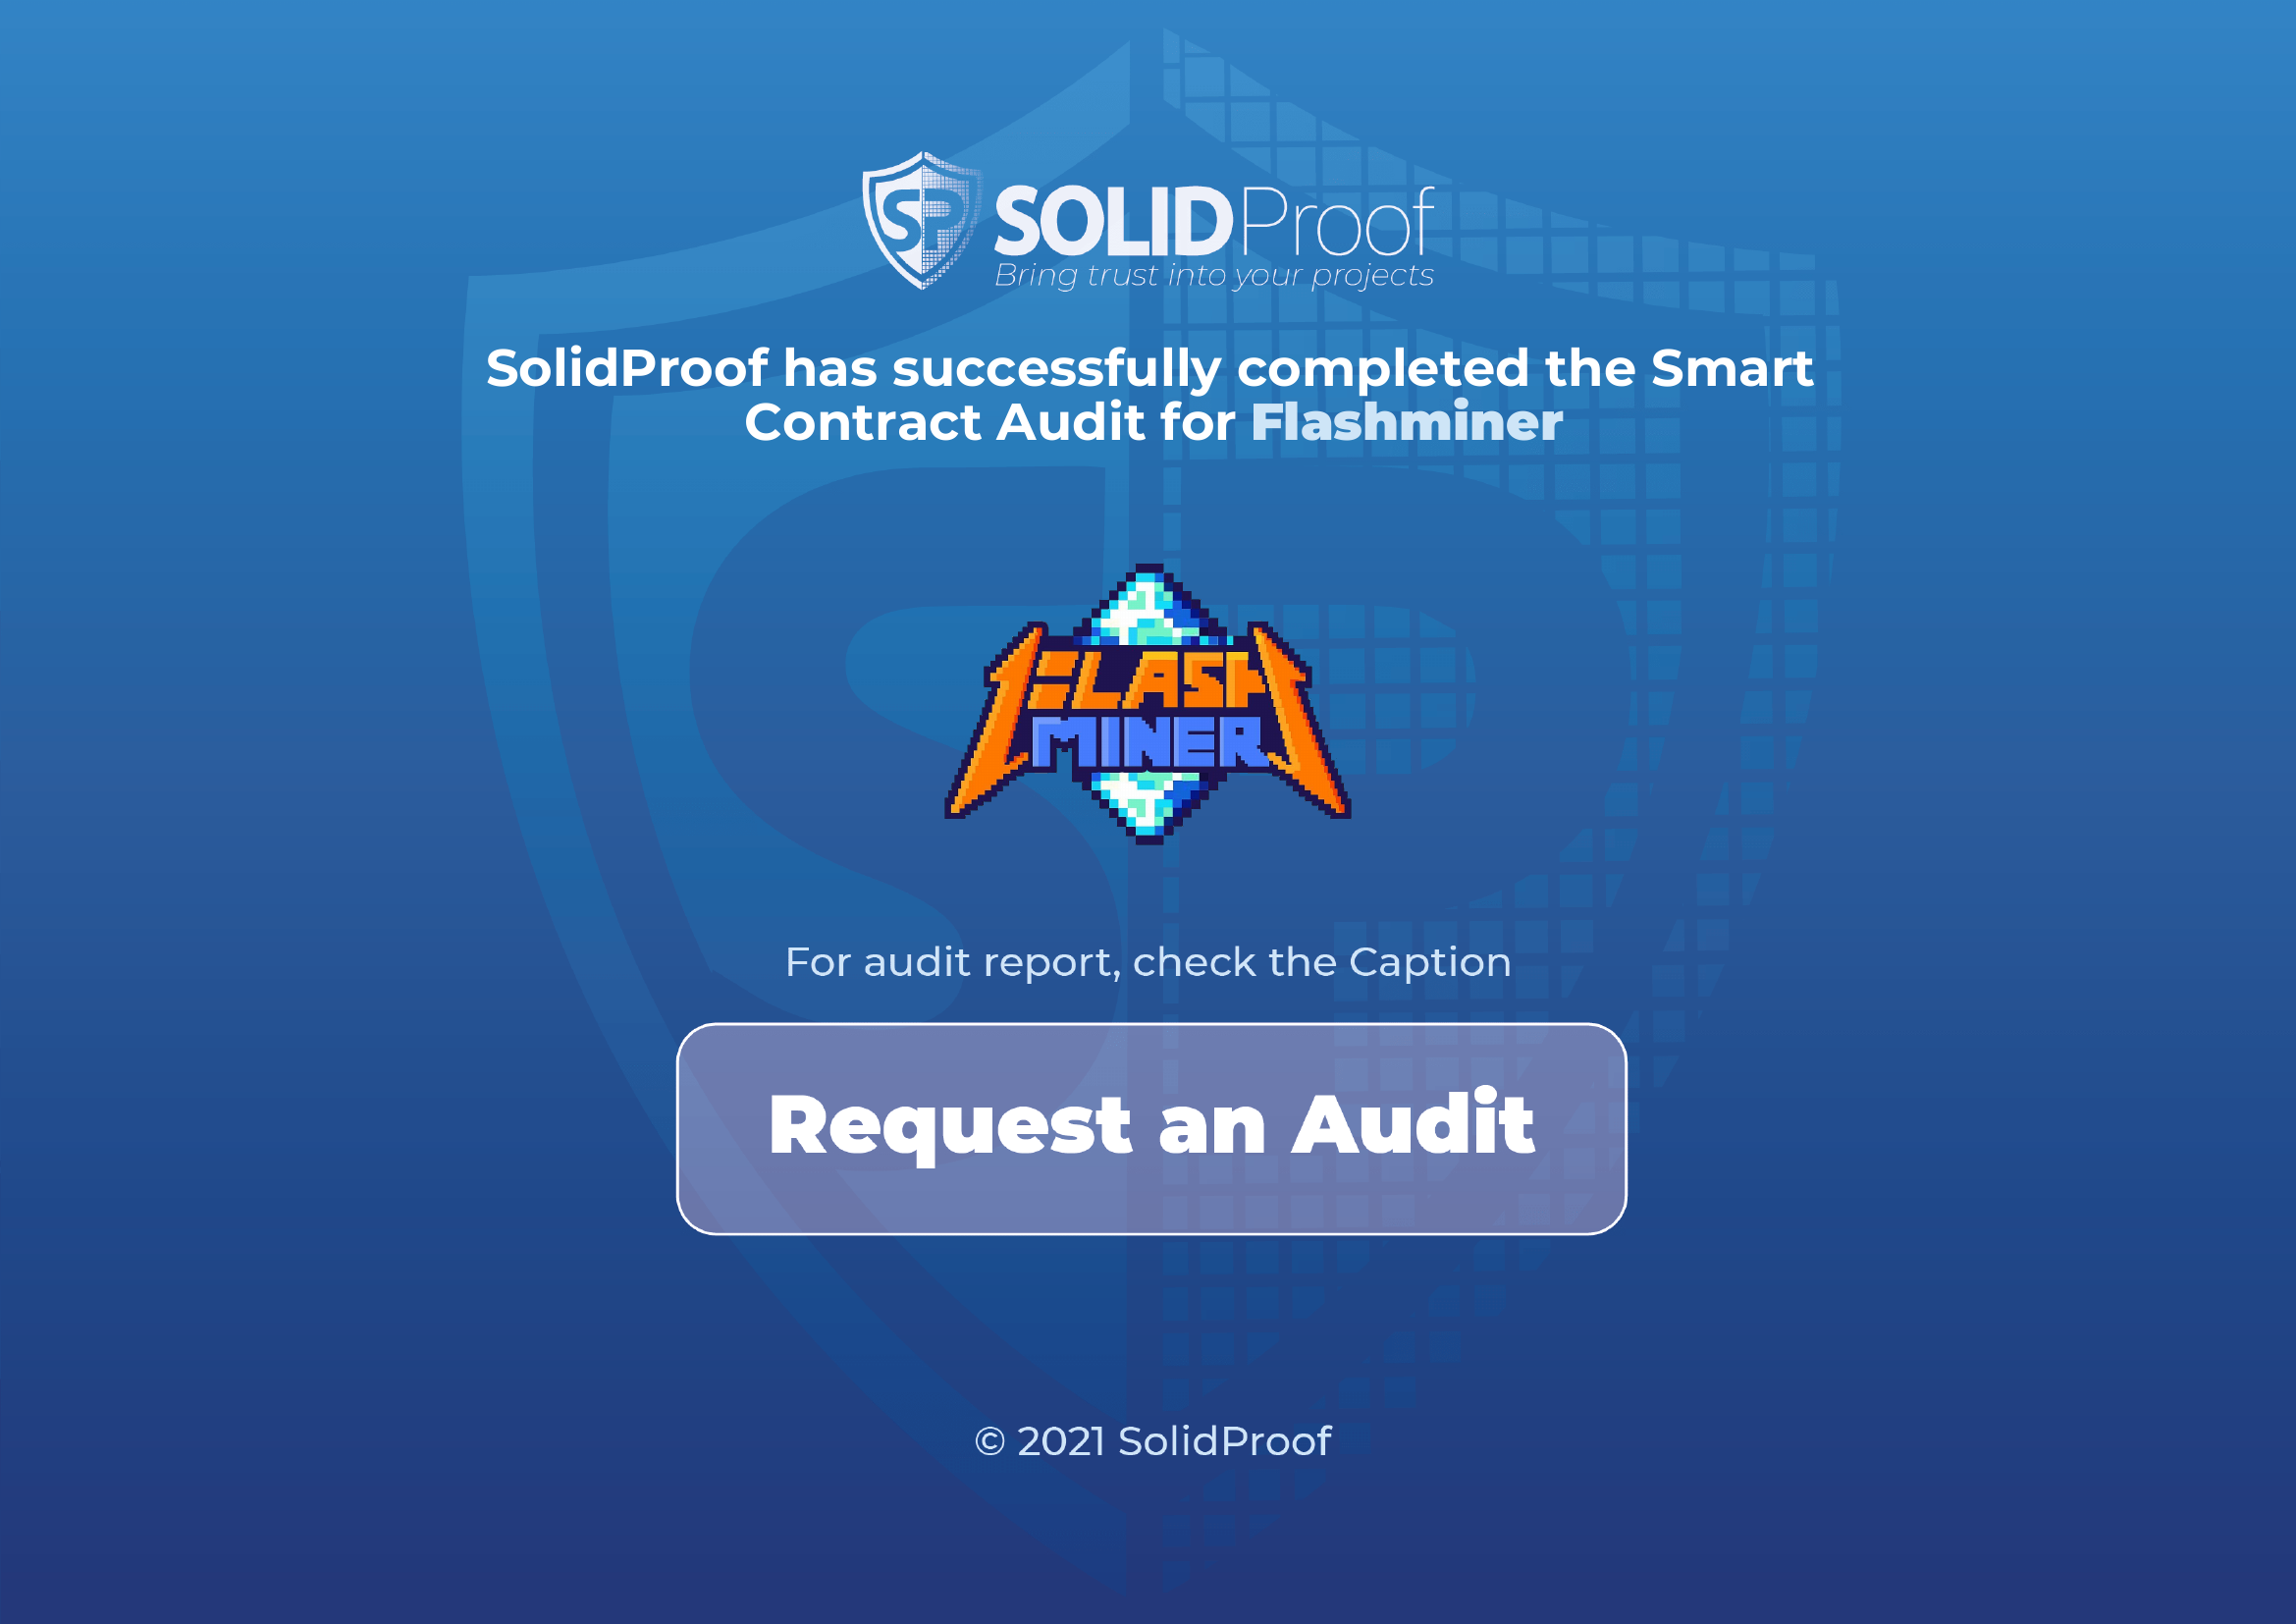 SP SOLIDProof
Bring trust into your projects
SolidProof has successfully completed the Smart
Contract Audit for Flashminer
FLASH
MINER
For audit report, check the Caption
Request an Audit
© 2021 SolidProof